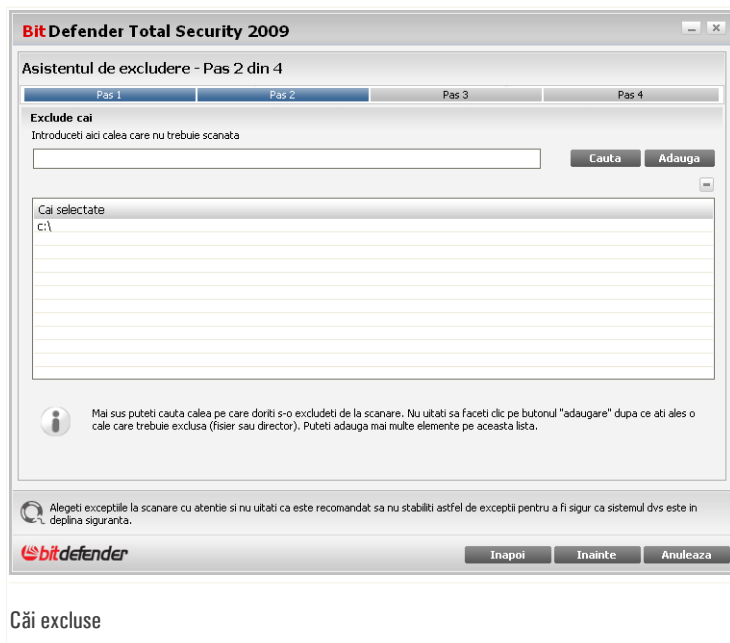 BitDefender Total Security 2009
Asistentul de excludere - Pas 2 din 4
Pas 1 Pas 2 Pas 3 Pas 4
Exclude cai
Introduceti aici calea care nu trebuie scanata
Cauta Adauga
Cai selectate
c:\
Mai sus puteti cauta calea pe care doriti s-o excludeti de la scanare. Nu uitati sa faceti clic pe butonul "adaugare" dupa ce ati ales o
cale care trebuie exclusa (fisier sau director). Puteti adauga mai multe elemente pe aceasta lista.
Alegeti exceptiile la scanare cu atentie si nu uitati ca este recomandat sa nu stabiliti astfel de exceptii pentru a fi sigur ca sistemul dvs este in
deplina siguranta.
bitdefender
Inapoi Inainte Anuleaza
Căi excluse